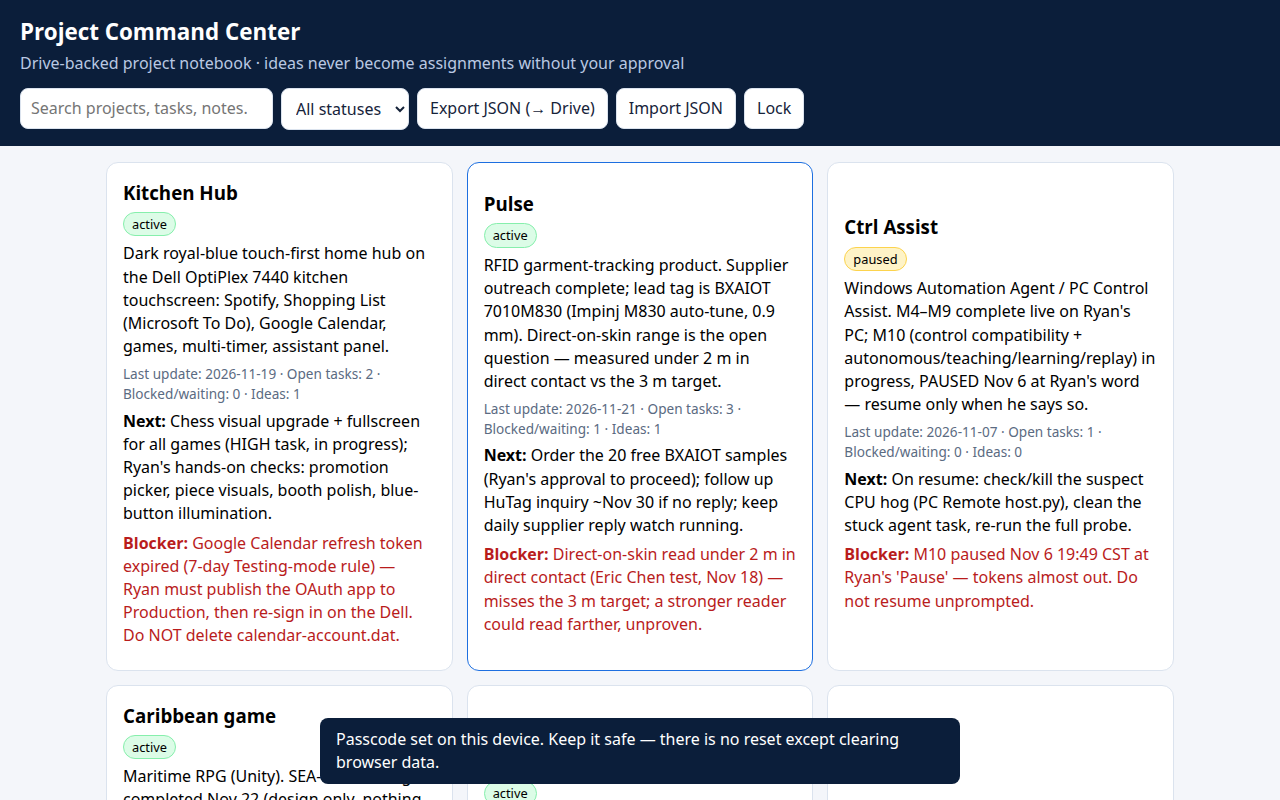 Project Command Center
Drive-backed project notebook · ideas never become assignments without your approval
Search projects, tasks, notes.
All statuses
Export JSON (→ Drive)
Import JSON
Lock
Kitchen Hub
active
Dark royal-blue touch-first home hub on
the Dell OptiPlex 7440 kitchen
touchscreen: Spotify, Shopping List
(Microsoft To Do), Google Calendar,
games, multi-timer, assistant panel.
Last update: 2026-11-19 · Open tasks: 2 ·
Blocked/waiting: 0 · Ideas: 1
Next: Chess visual upgrade + fullscreen
for all games (HIGH task, in progress);
Ryan's hands-on checks: promotion
picker, piece visuals, booth polish, blue-
button illumination.
Blocker: Google Calendar refresh token
expired (7-day Testing-mode rule) —
Ryan must publish the OAuth app to
Production, then re-sign in on the Dell.
Do NOT delete calendar-account.dat.
Pulse
active
RFID garment-tracking product. Supplier
outreach complete; lead tag is BXAIOT
7010M830 (Impinj M830 auto-tune, 0.9
mm). Direct-on-skin range is the open
question — measured under 2 m in
direct contact vs the 3 m target.
Last update: 2026-11-21 · Open tasks: 3 ·
Blocked/waiting: 1 · Ideas: 1
Next: Order the 20 free BXAIOT samples
(Ryan's approval to proceed); follow up
HuTag inquiry ~Nov 30 if no reply; keep
daily supplier reply watch running.
Blocker: Direct-on-skin read under 2 m in
direct contact (Eric Chen test, Nov 18) —
misses the 3 m target; a stronger reader
could read farther, unproven.
Ctrl Assist
paused
Windows Automation Agent / PC Control
Assist. M4–M9 complete live on Ryan's
PC; M10 (control compatibility +
autonomous/teaching/learning/replay) in
progress, PAUSED Nov 6 at Ryan's word
— resume only when he says so.
Last update: 2026-11-07 · Open tasks: 1 ·
Blocked/waiting: 0 · Ideas: 0
Next: On resume: check/kill the suspect
CPU hog (PC Remote host.py), clean the
stuck agent task, re-run the full probe.
Blocker: M10 paused Nov 6 19:49 CST at
Ryan's 'Pause' — tokens almost out. Do
not resume unprompted.
Caribbean game
active
Maritime RPG (Unity). SEA-
completed Nov 22 (design only, nothing
active
Passcode set on this device. Keep it safe — there is no reset except clearing
browser data.